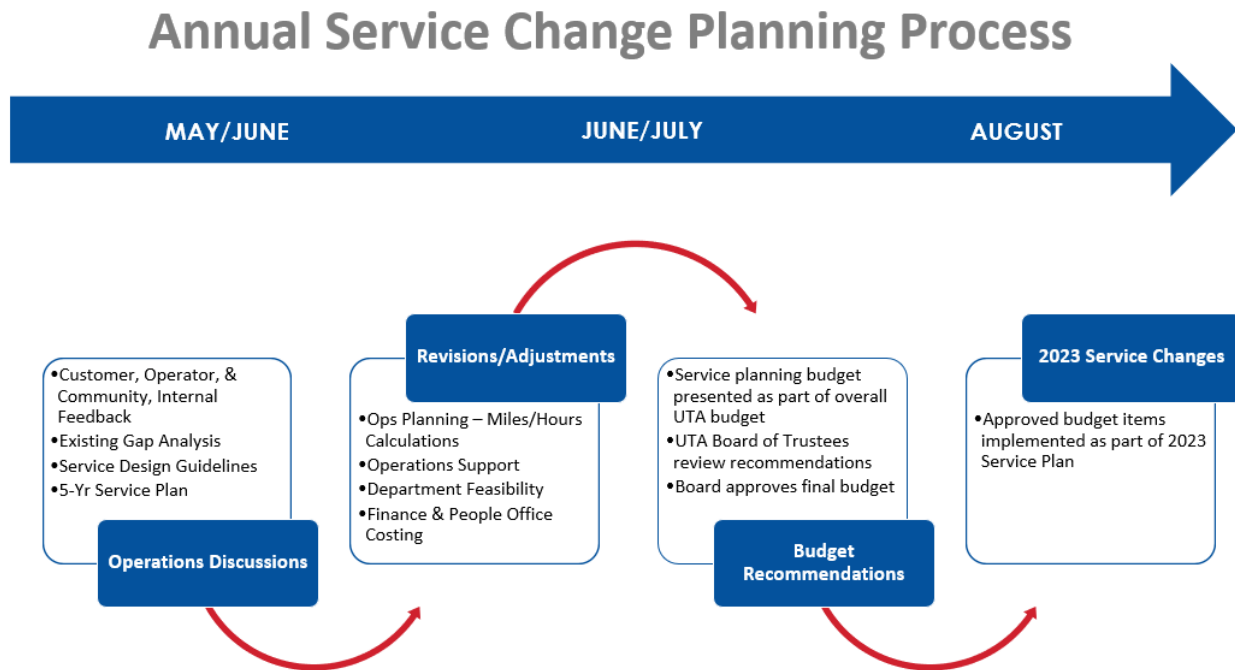 Annual Service Change Planning Process
MAY/JUNE
JUNE/JULY
AUGUST
•Customer, Operator, &
Community, Internal
Feedback
•Existing Gap Analysis
•Service Design Guidelines
•5-Yr Service Plan
Operations Discussions
Revisions/Adjustments
•Ops Planning – Miles/Hours
Calculations
•Operations Support
•Department Feasibility
•Finance & People Office
Costing
•Service planning budget
presented as part of overall
UTA budget
•UTA Board of Trustees
review recommendations
•Board approves final budget
Budget
Recommendations
2023 Service Changes
•Approved budget items
implemented as part of 2023
Service Plan